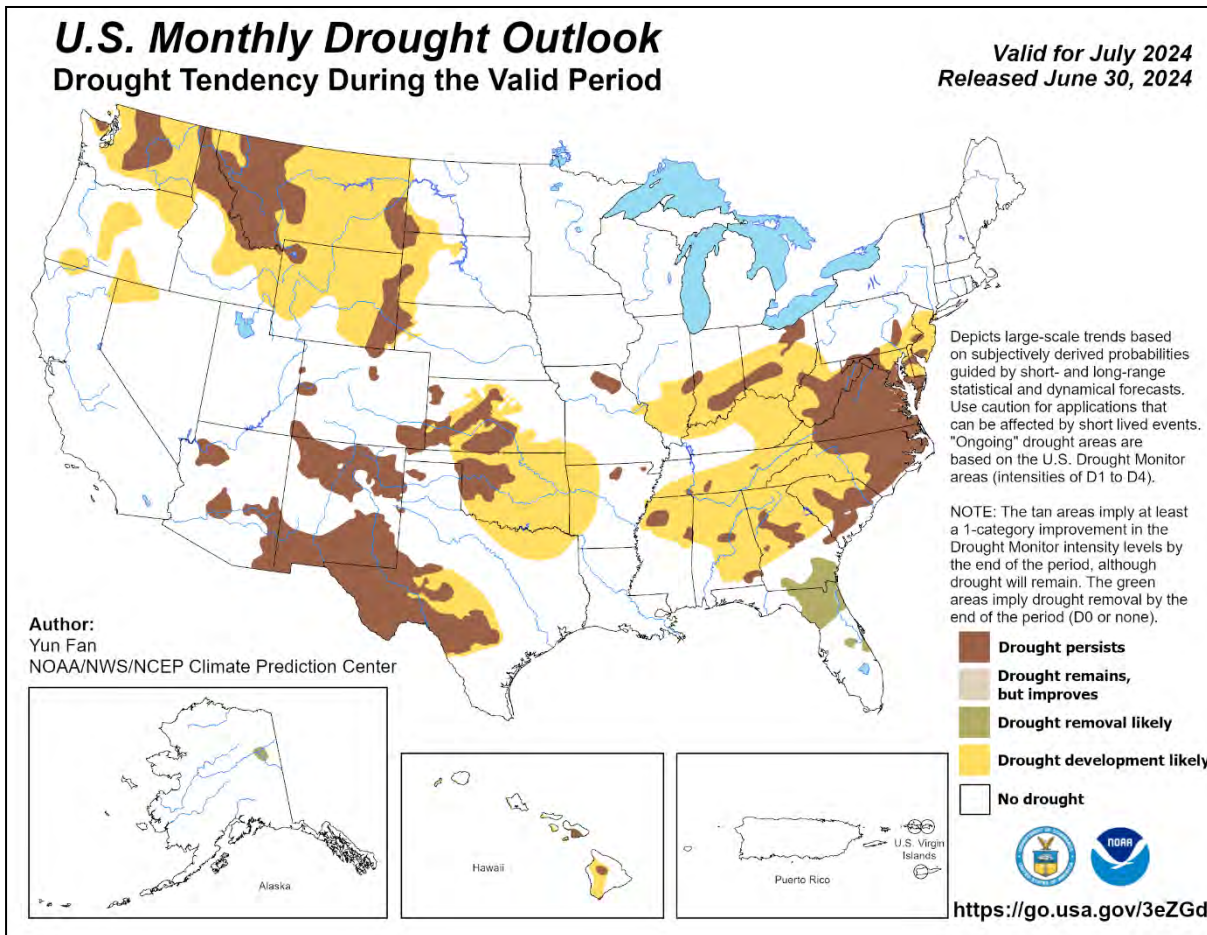 U.S. Monthly Drought Outlook
Drought Tendency During the Valid Period
Valid for July 2024
Released June 30, 2024
Depicts large-scale trends based
on subjectively derived probabilities
guided by short- and long-range
statistical and dynamical forecasts.
Use caution for applications that
can be affected by short lived events.
"Ongoing" drought areas are
based on the U.S. Drought Monitor
areas (intensities of D1 to D4).
NOTE: The tan areas imply at least
a 1-category improvement in the
Drought Monitor intensity levels by
the end of the period, although
drought will remain. The green
areas imply drought removal by the
end of the period (D0 or none).
Author:
Yun Fan
NOAA/NWS/NCEP Climate Prediction Center
Drought persists
Drought remains,
but improves
Drought removal likely
Drought development likely
No drought
Alaska
Hawaii
Puerto Rico
U.S. Virgin
Islands
NOAA
https://go.usa.gov/3eZGd